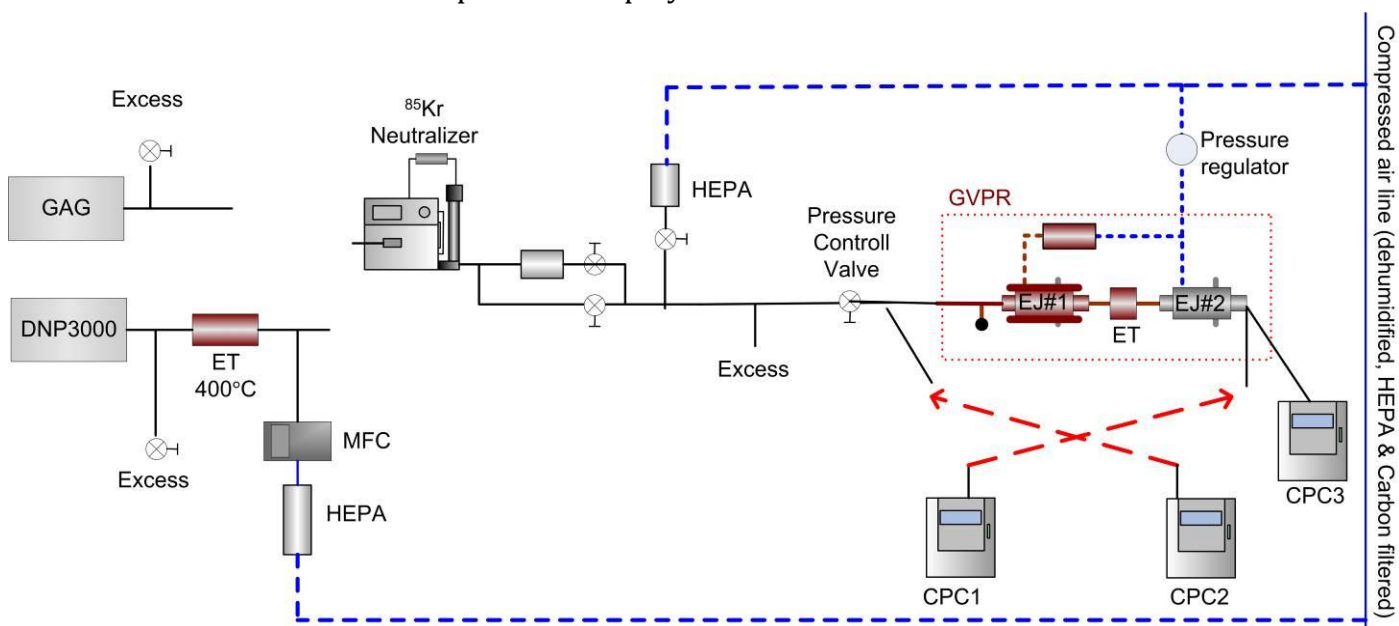 Excess
GAG
DNP3000
ET
400°C
Excess
MFC
HEPA
⁸⁵Kr
Neutralizer
HEPA
Excess
Pressure
Controll
Valve
GVPR
Pressure
regulator
EJ#1
ET
EJ#2
CPC1
CPC2
CPC3
Compressed air line (dehumidified, HEPA & Carbon filtered)